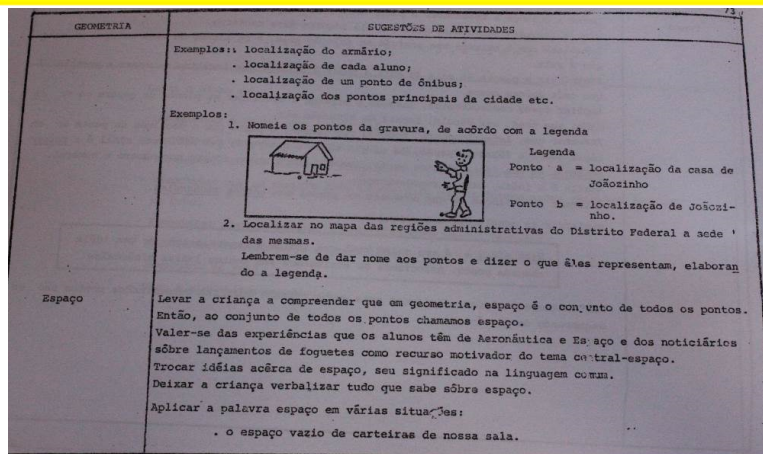 73
GEOMETRIA
SUGESTÕES DE ATIVIDADES
Exemplos: . localização do armário;
. localização de cada aluno;
. localização de um ponto de ônibus;
. localização dos pontos principais da cidade etc.
Exemplos:
1. Nomeie os pontos da gravura, de acôrdo com a legenda
Legenda
Ponto a = localização da casa de
Joãozinho
Ponto b = localização de Joãozi-
nho.
2. Localizar no mapa das regiões administrativas do Distrito Federal a sede
das mesmas.
Lembrem-se de dar nome aos pontos e dizer o que êles representam, elaboran
do a legenda.
Espaço
Levar a criança a compreender que em geometria, espaço é o conjunto de todos os pontos.
Então, ao conjunto de todos os pontos chamamos espaço.
Valer-se das experiências que os alunos têm de Aeronáutica e Espaço e dos noticiários
sôbre lançamentos de foguetes como recurso motivador do tema central-espaço.
Trocar idéias acêrca de espaço, seu significado na linguagem comum.
Deixar a criança verbalizar tudo que sabe sôbre espaço.
Aplicar a palavra espaço em várias situações:
. o espaço vazio de carteiras de nossa sala.